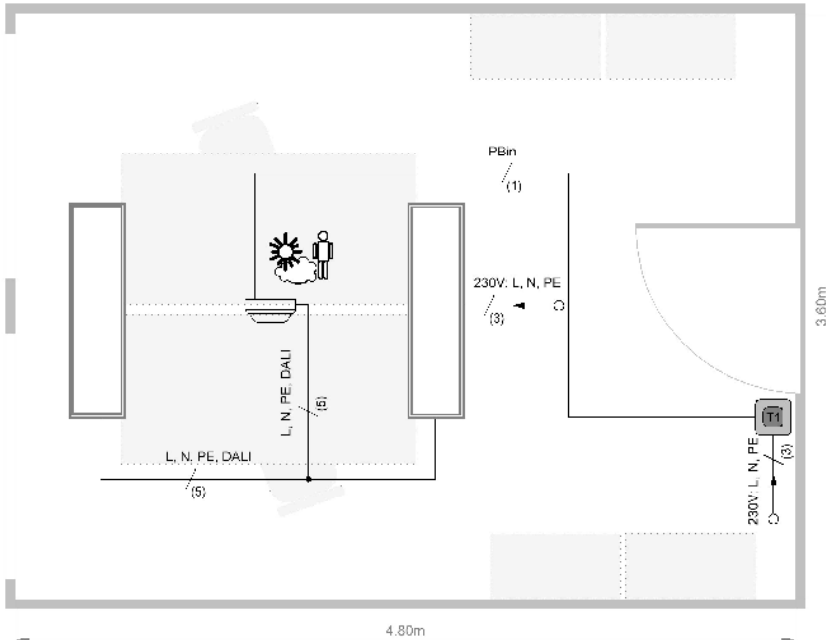 PBin
(1)
230V: L, N, PE
(3)
3.60m
L, N, PE, DALI
(5)
T1
230V: L, N, PE
(3)
L, N, PE, DALI
(5)
4.80m